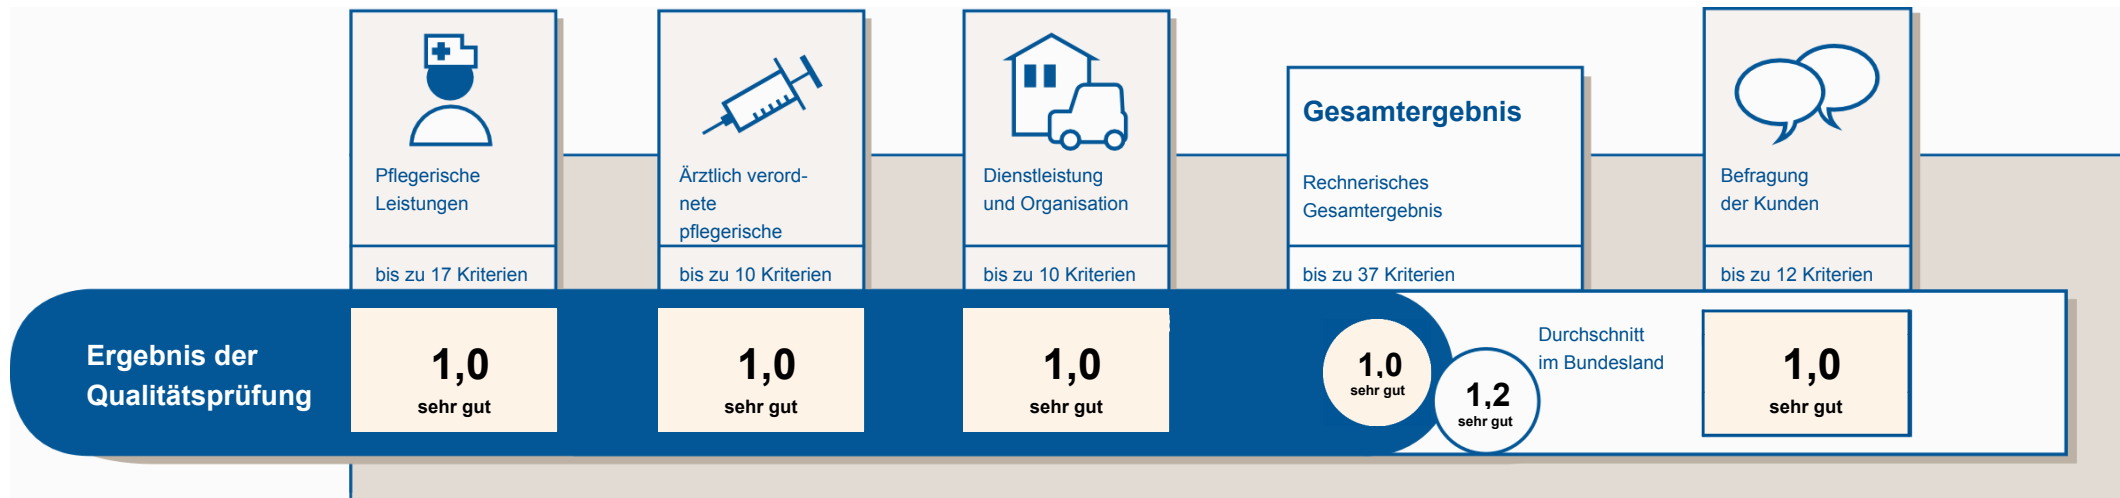 Pflegerische
Leistungen
bis zu 17 Kriterien
Ärztlich verord-
nete
pflegerische
bis zu 10 Kriterien
Dienstleistung
und Organisation
bis zu 10 Kriterien
Gesamtergebnis
Rechnerisches
Gesamtergebnis
bis zu 37 Kriterien
Befragung
der Kunden
bis zu 12 Kriterien
Ergebnis der
Qualitätsprüfung
1,0
sehr gut
1,0
sehr gut
1,0
sehr gut
1,0
sehr gut
1,2
sehr gut
Durchschnitt
im Bundesland
1,0
sehr gut